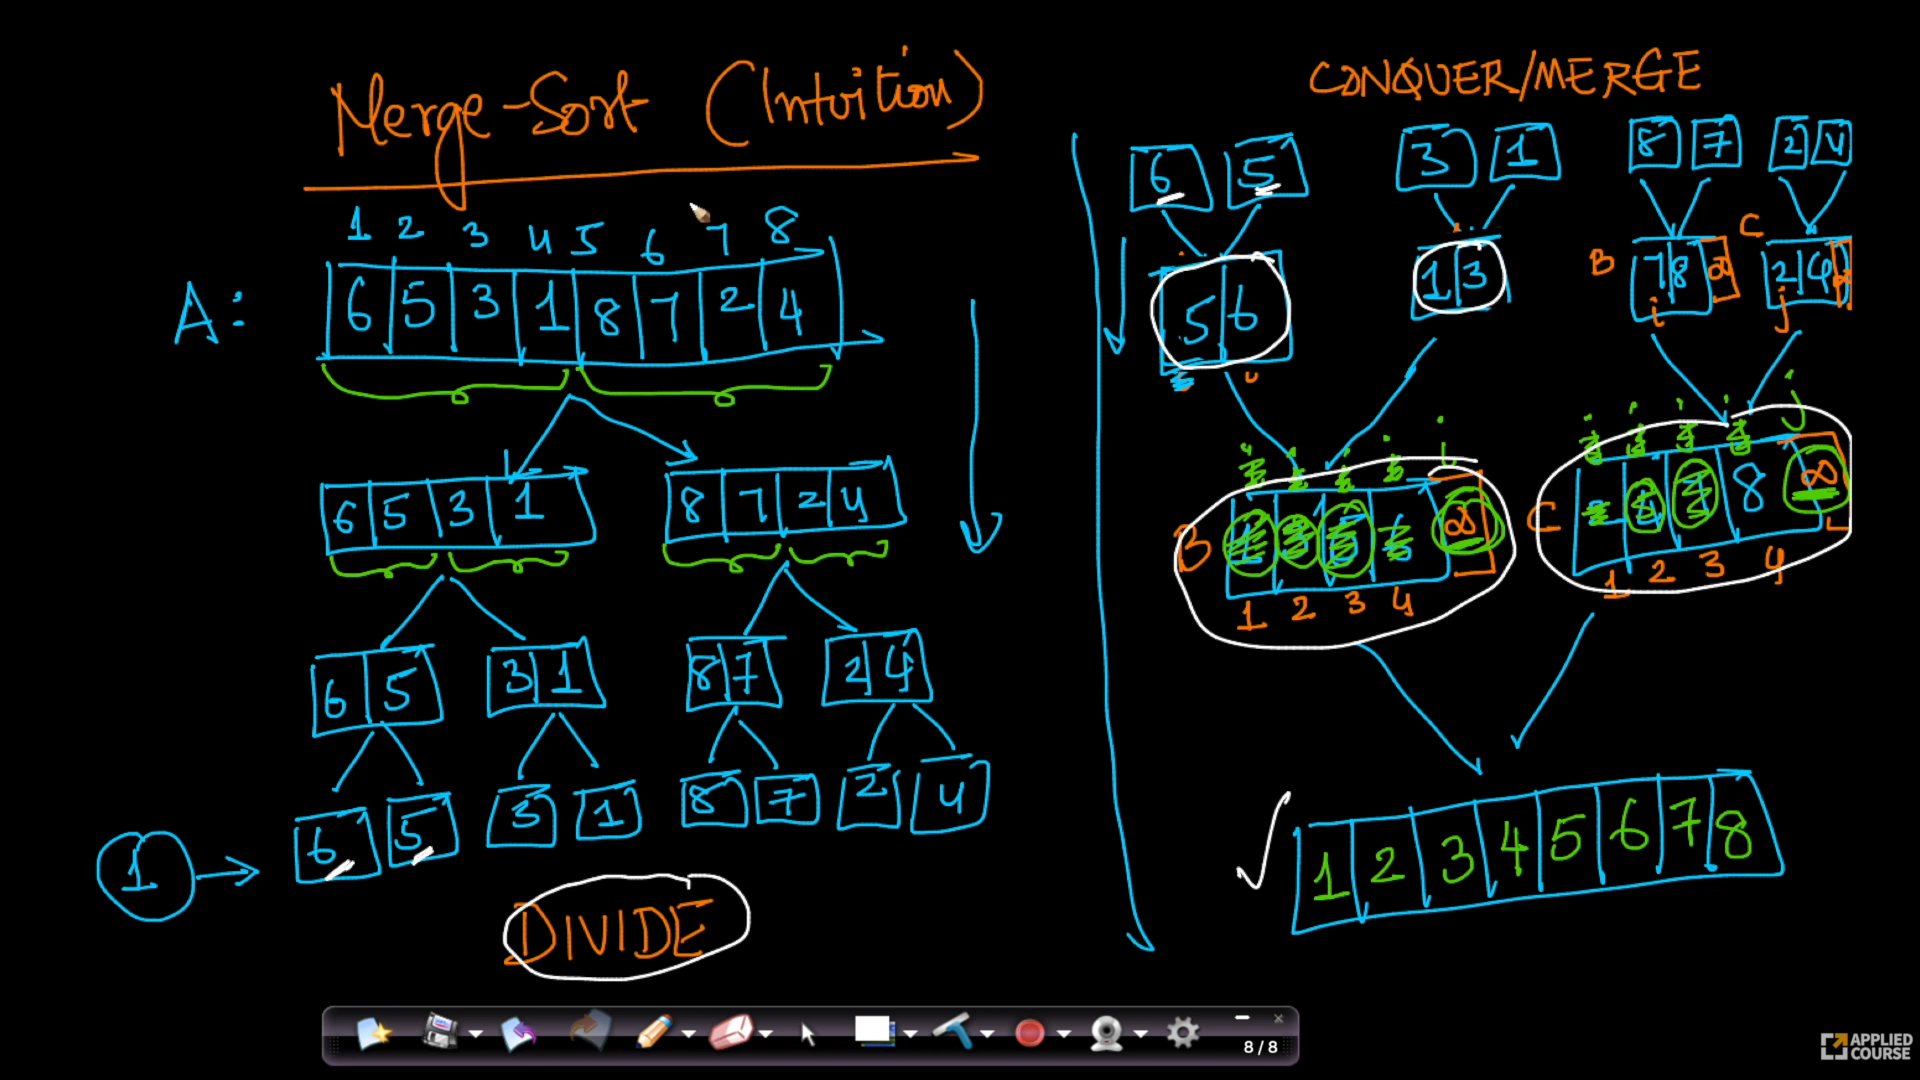 Merge-Sort (Intuition)
1 2 3 4 5 6 7 8
A: 6 5 3 1 8 7 2 4
6 5 3 1 8 7 2 4
6 5 3 1 8 7 2 4
1 → 6 5 3 1 8 7 2 4
DIVIDE
CONQUER/MERGE
6 5 3 1 8 7 2 4
5 6 1 3 B 7 8 ∞ C 2 4
i j
j
B ∞ C 8 ∞
1 2 3 4 1 2 3 4
1 2 3 4 5 6 7 8
8 / 8
APPLIED
COURSE